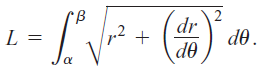 L = ∫_α^β √(r² + (dr/dθ)²) dθ.